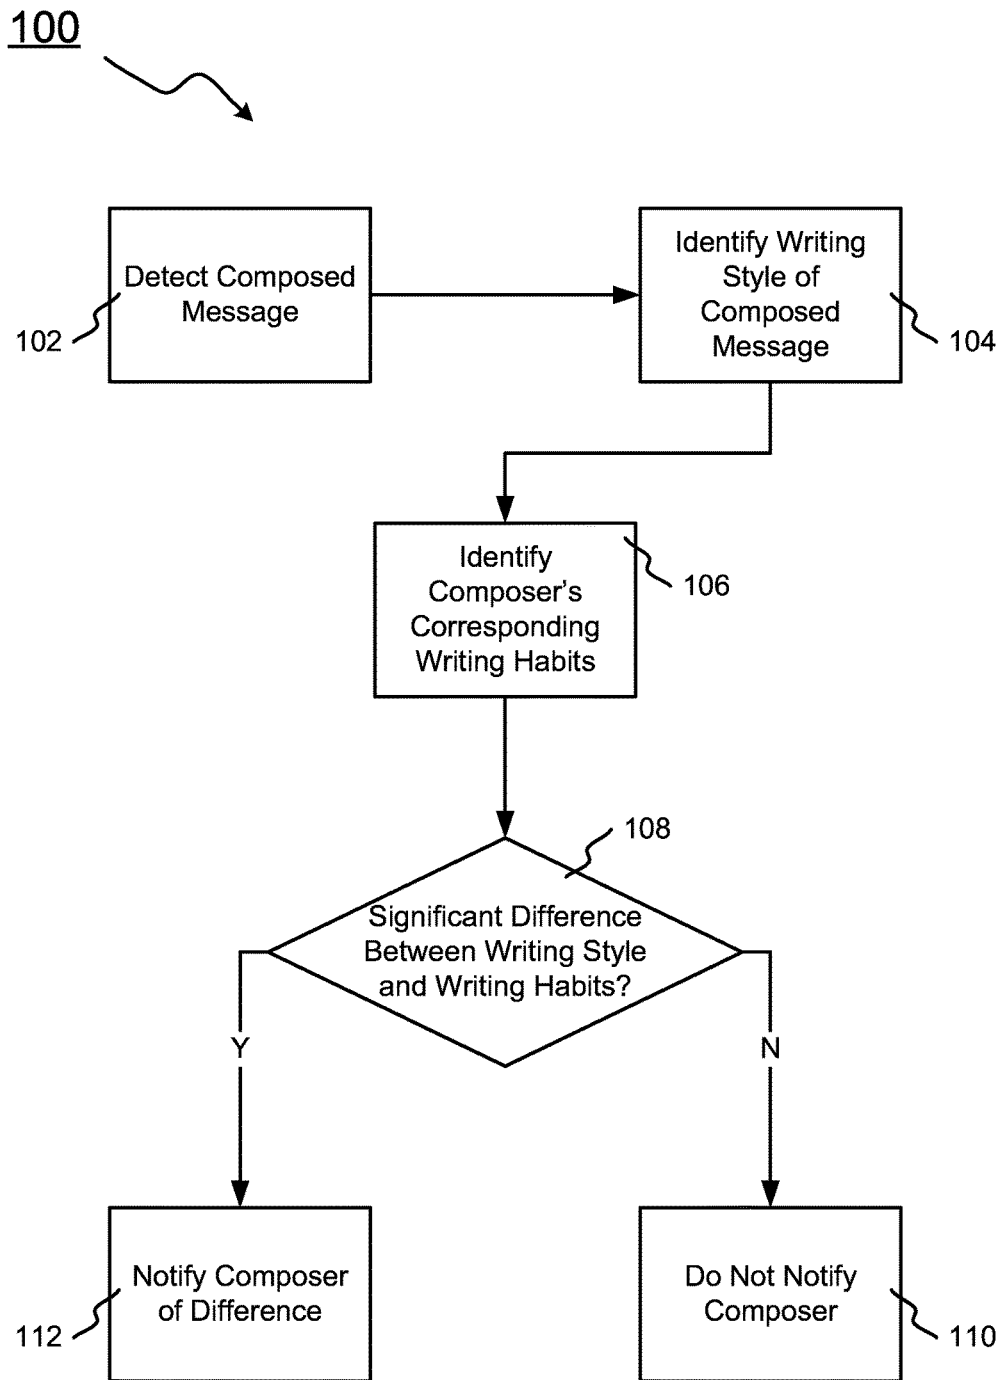 100
Detect Composed
Message
102
Identify Writing
Style of
Composed
Message
104
Identify
Composer's
Corresponding
Writing Habits
106
108
Significant Difference
Between Writing Style
and Writing Habits?
Y
N
Notify Composer
of Difference
112
Do Not Notify
Composer
110